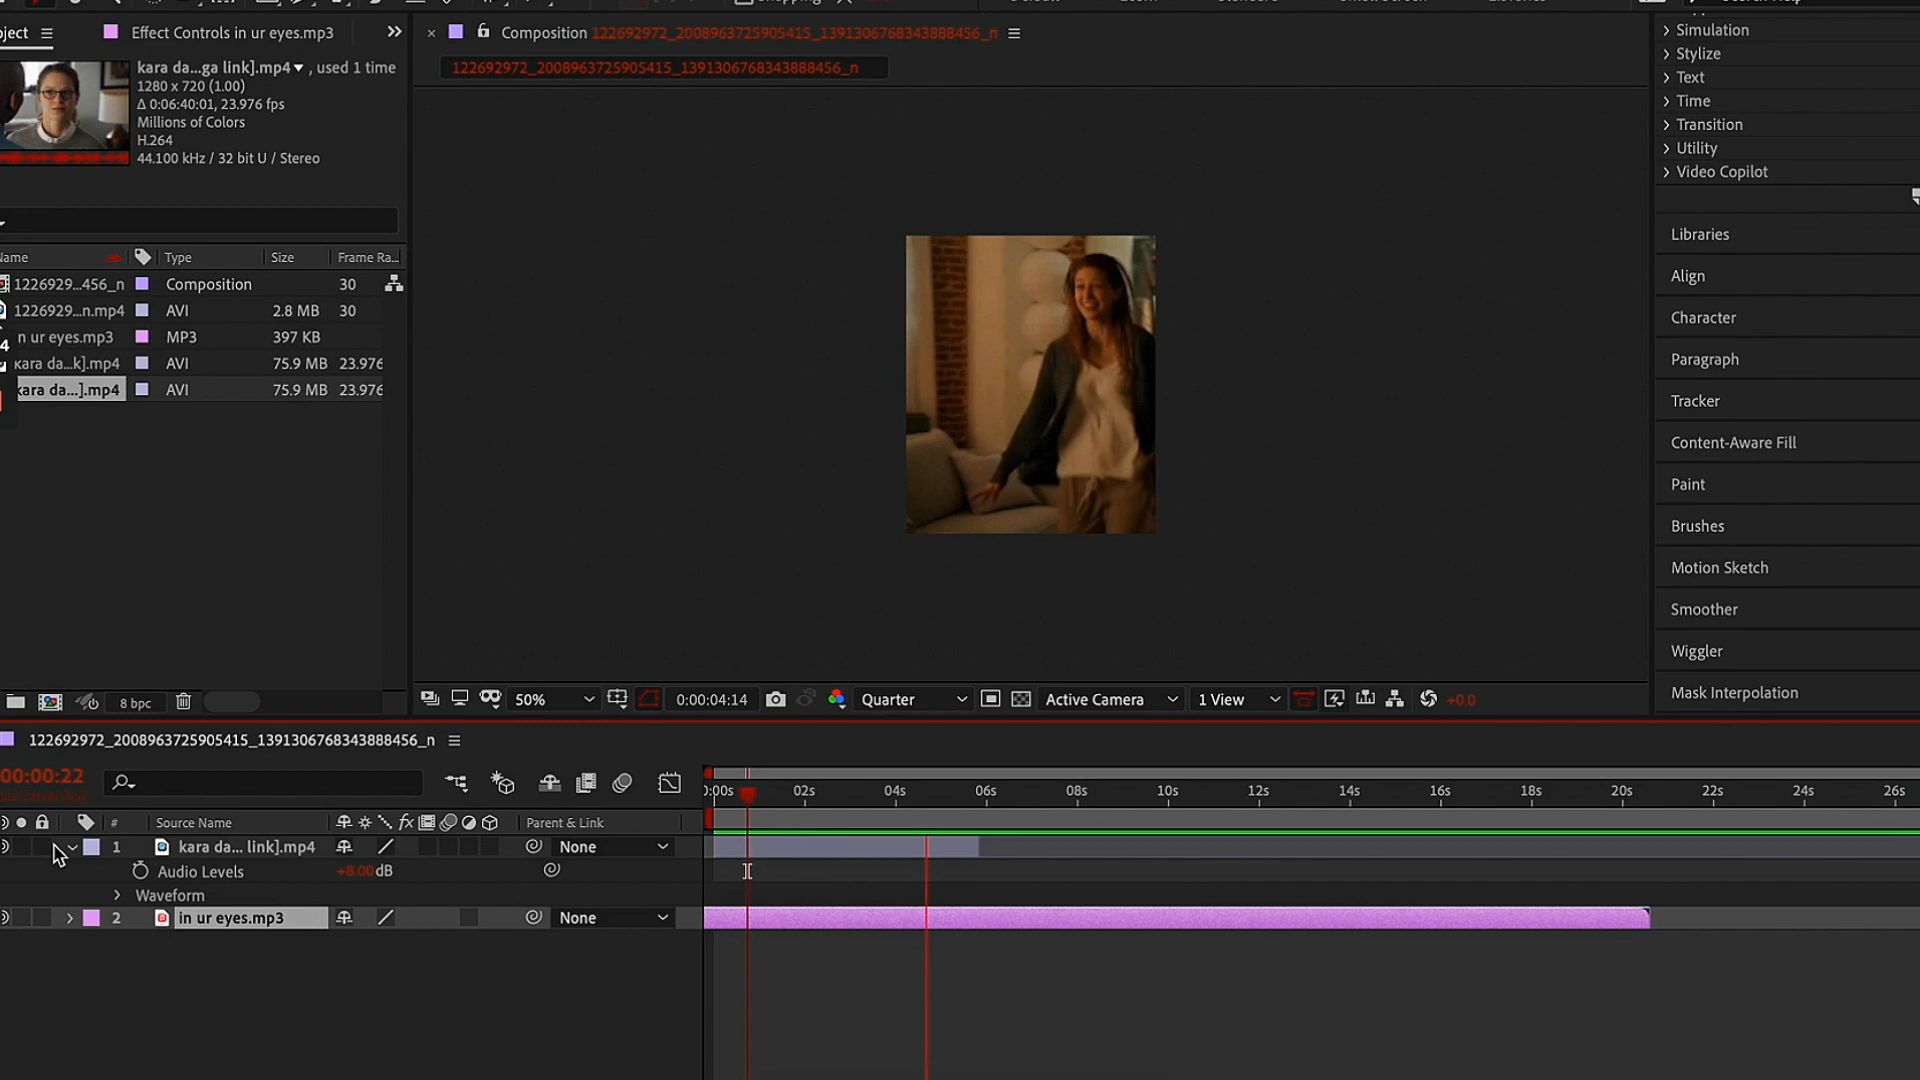 oject
Effect Controls in ur eyes.mp3
kara da...ga link].mp4 , used 1 time
1280 x 720 (1.00)
Δ 0:06:40:01, 23.976 fps
Millions of Colors
H.264
44.100 kHz / 32 bit U / Stereo
Name Type Size Frame Ra...
1226929...456_n Composition 30
1226929...n.mp4 AVI 2.8 MB 30
n ur eyes.mp3 MP3 397 KB
kara da...k].mp4 AVI 75.9 MB 23.976
kara da...].mp4 AVI 75.9 MB 23.976
8 bpc
Composition 122692972_2008963725905415_1391306768343888456_n
122692972_2008963725905415_1391306768343888456_n
50% 0:00:04:14 Quarter Active Camera 1 View +0.0
Simulation
Stylize
Text
Time
Transition
Utility
Video Copilot
Libraries
Align
Character
Paragraph
Tracker
Content-Aware Fill
Paint
Brushes
Motion Sketch
Smoother
Wiggler
Mask Interpolation
122692972_2008963725905415_1391306768343888456_n
00:00:22
0:00s 02s 04s 06s 08s 10s 12s 14s 16s 18s 20s 22s 24s 26s
# Source Name fx Parent & Link
1 kara da... link].mp4 None
Audio Levels +8.00dB
Waveform
2 in ur eyes.mp3 None